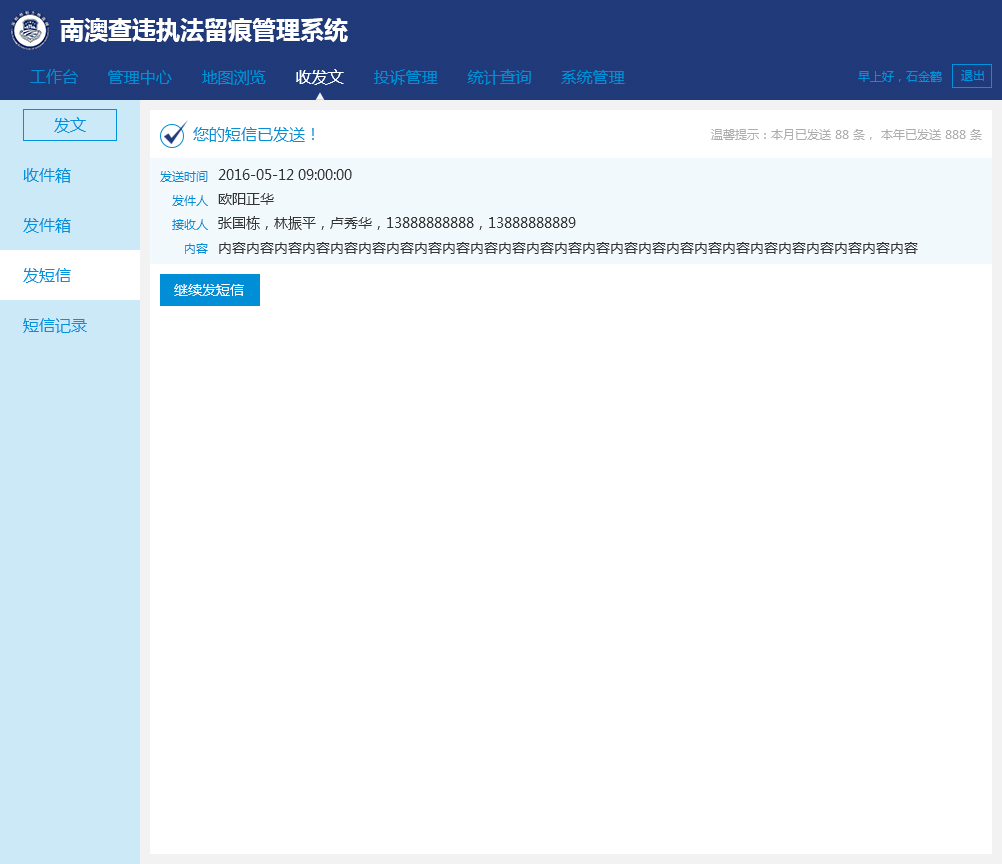 南澳查违执法留痕管理系统
工作台 管理中心 地图浏览 收发文 投诉管理 统计查询 系统管理 早上好，石金鹤 退出
发文
收件箱
发件箱
发短信
短信记录
您的短信已发送！ 温馨提示：本月已发送 88 条， 本年已发送 888 条
发送时间 2016-05-12 09:00:00
发件人 欧阳正华
接收人 张国栋，林振平，卢秀华，13888888888，13888888889
内容 内容内容内容内容内容内容内容内容内容内容内容内容内容内容内容内容内容内容内容内容内容内容内容内容内容
继续发短信